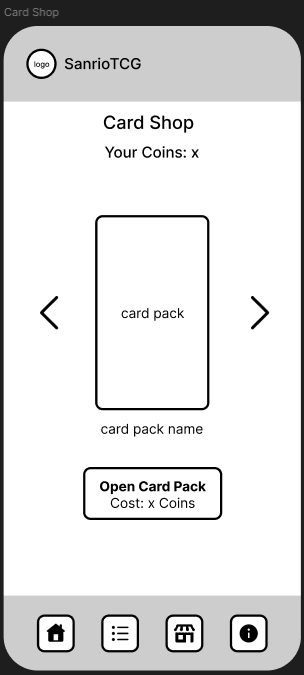 Card Shop
logo
SanrioTCG
Card Shop
Your Coins: x
card pack
card pack name
Open Card Pack
Cost: x Coins